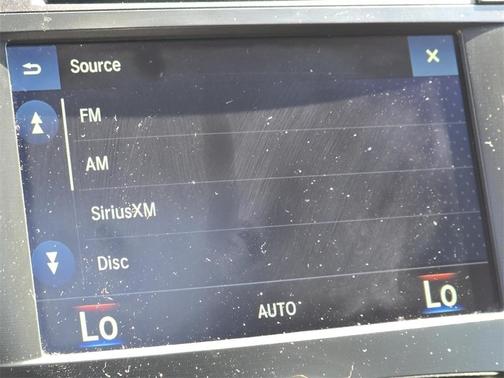 Source
FM
AM
SiriusXM
Disc
Lo AUTO Lo